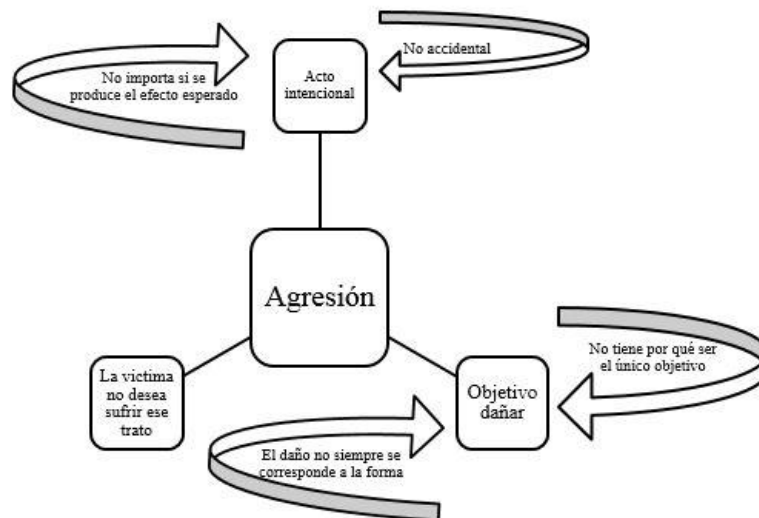 No accidental
No importa si se
produce el efecto esperado
Acto
intencional
Agresión
No tiene por qué ser
el único objetivo
La victima
no desea
sufrir ese
trato
Objetivo
dañar
El daño no siempre se
corresponde a la forma